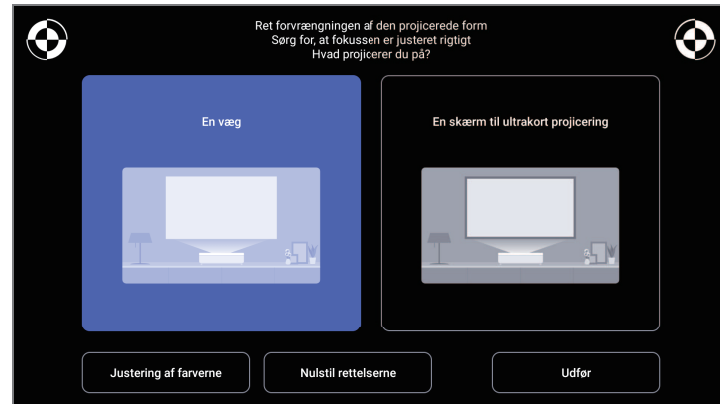 Ret forvrængningen af den projicerede form
Sørg for, at fokussen er justeret rigtigt
Hvad projicerer du på?
En væg
En skærm til ultrakort projicering
Justering af farverne
Nulstil rettelserne
Udfør